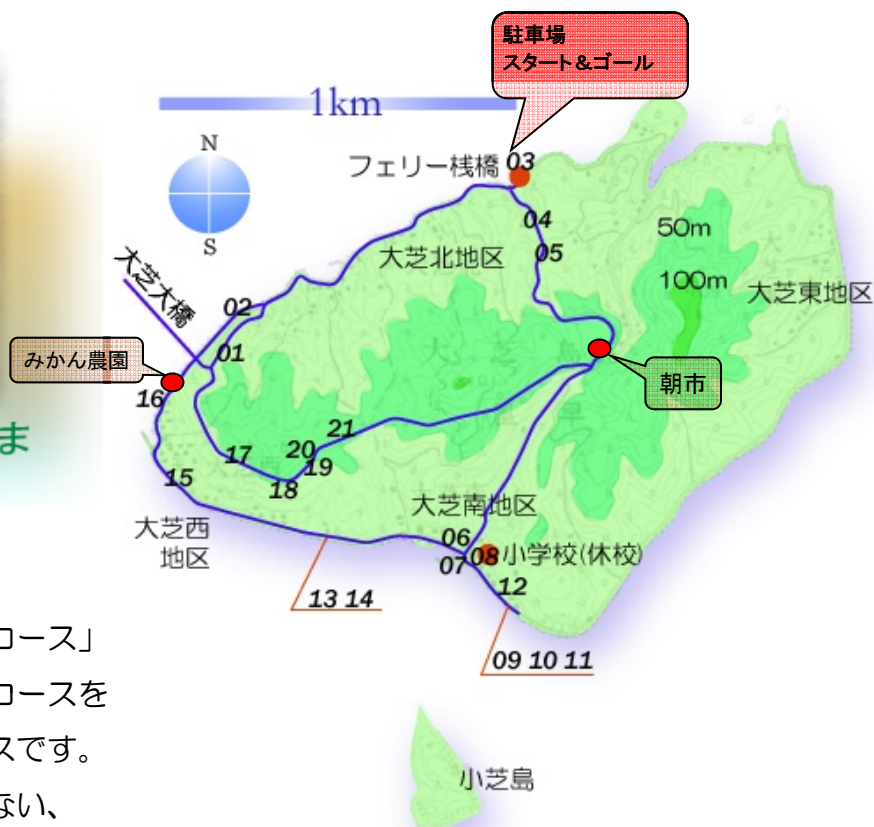 駐車場
スタート&ゴール
1km
N
S
フェリー桟橋 03
04
05
50m
100m
大芝北地区
大芝東地区
大芝大橋
02
01
みかん農園
朝市
16
21
20
19
17
18
15
大芝南地区
大芝西
地区
06
07
08
小学校(休校)
12
13 14
09 10 11
小芝島
ま
コース」
コースを
スです。
ない、